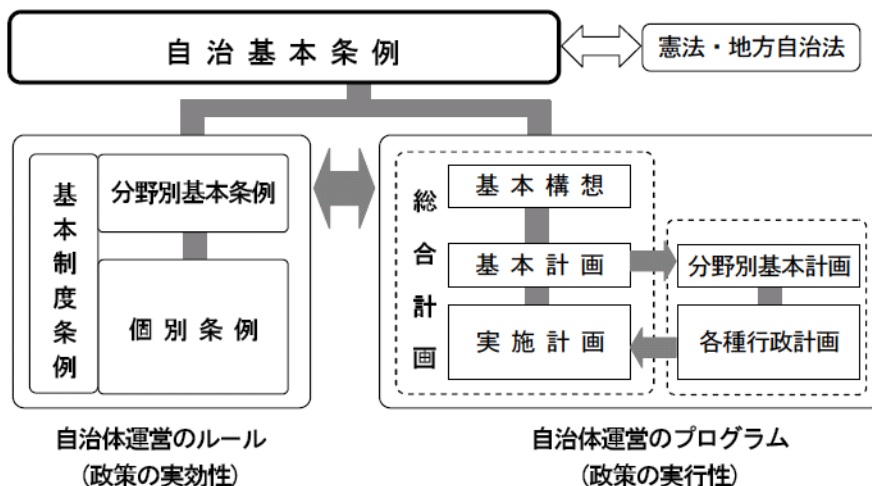 自治基本条例
憲法・地方自治法
基本制度条例
分野別基本条例
個別条例
総合計画
基本構想
基本計画
実施計画
分野別基本計画
各種行政計画
自治体運営のルール
(政策の実効性)
自治体運営のプログラム
(政策の実行性)